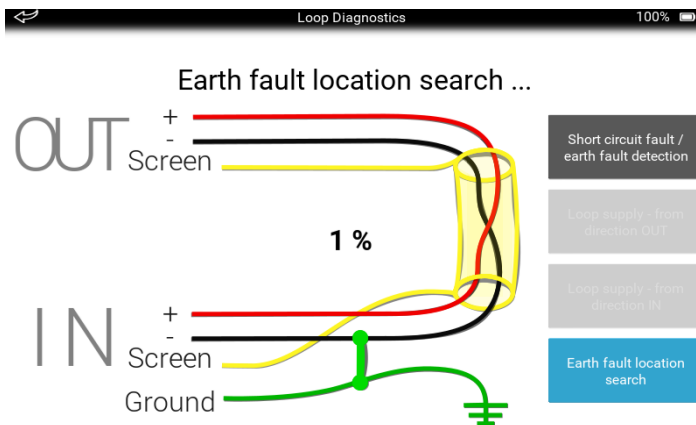 Loop Diagnostics
100%
Earth fault location search ...
OUT
+
-
Screen
Short circuit fault /
earth fault detection
Loop supply - from
direction OUT
1 %
Loop supply - from
direction IN
IN
+
-
Screen
Ground
Earth fault location
search